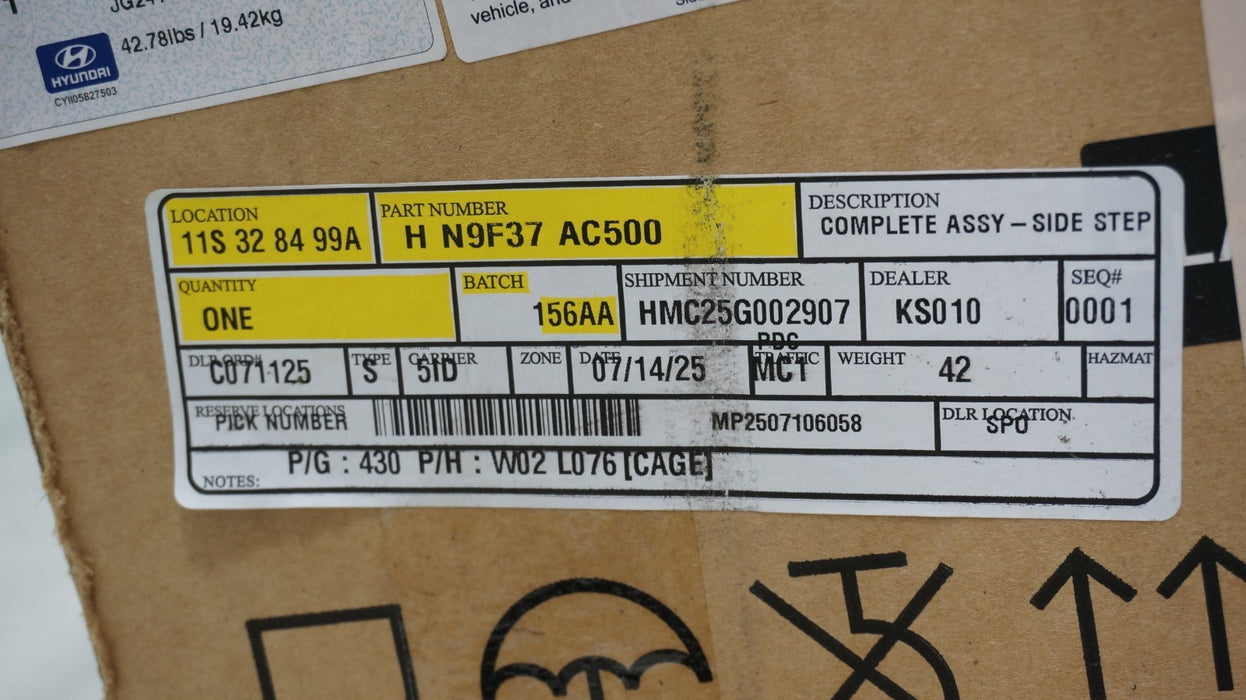 42.78lbs / 19.42kg
HYUNDAI
CYII05827503
vehicle, and
LOCATION
11S 32 84 99A
PART NUMBER
H N9F37 AC500
DESCRIPTION
COMPLETE ASSY – SIDE STEP
QUANTITY
ONE
BATCH
156AA
SHIPMENT NUMBER
HMC25G002907
DEALER
KS010
SEQ#
0001
DLR ORD#
C071125
TYPE
S
CARRIER
5ID
ZONE
DATE
07/14/25
PDC
TRAFFIC
MC1
WEIGHT
42
HAZMAT
RESERVE LOCATIONS
PICK NUMBER
MP2507106058
DLR LOCATION
SPO
P/G : 430 P/H : W02 L076 [CAGE]
NOTES: